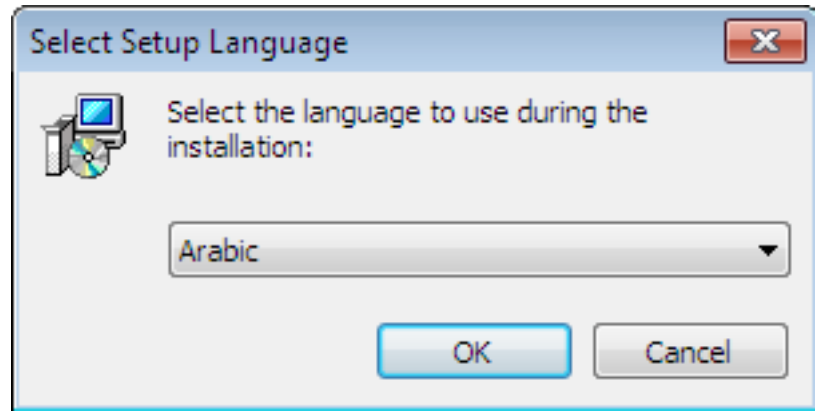 Select Setup Language
Select the language to use during the
installation:
Arabic
OK
Cancel